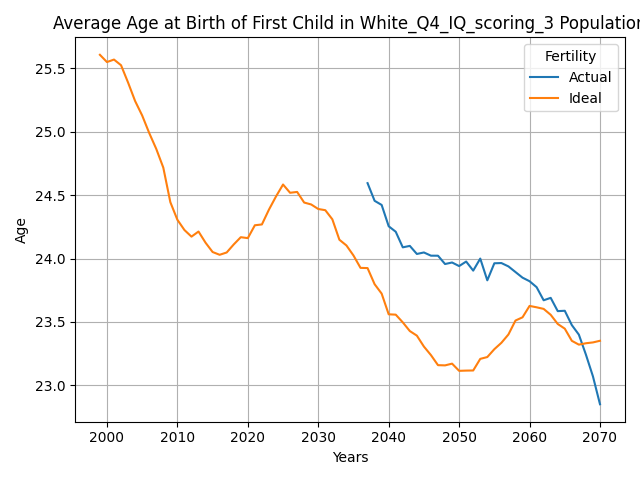 Average Age at Birth of First Child in White_Q4_IQ_scoring_3 Population
Fertility
Actual
Ideal
25.5
25.0
24.5
24.0
23.5
23.0
Age
2000 2010 2020 2030 2040 2050 2060 2070
Years